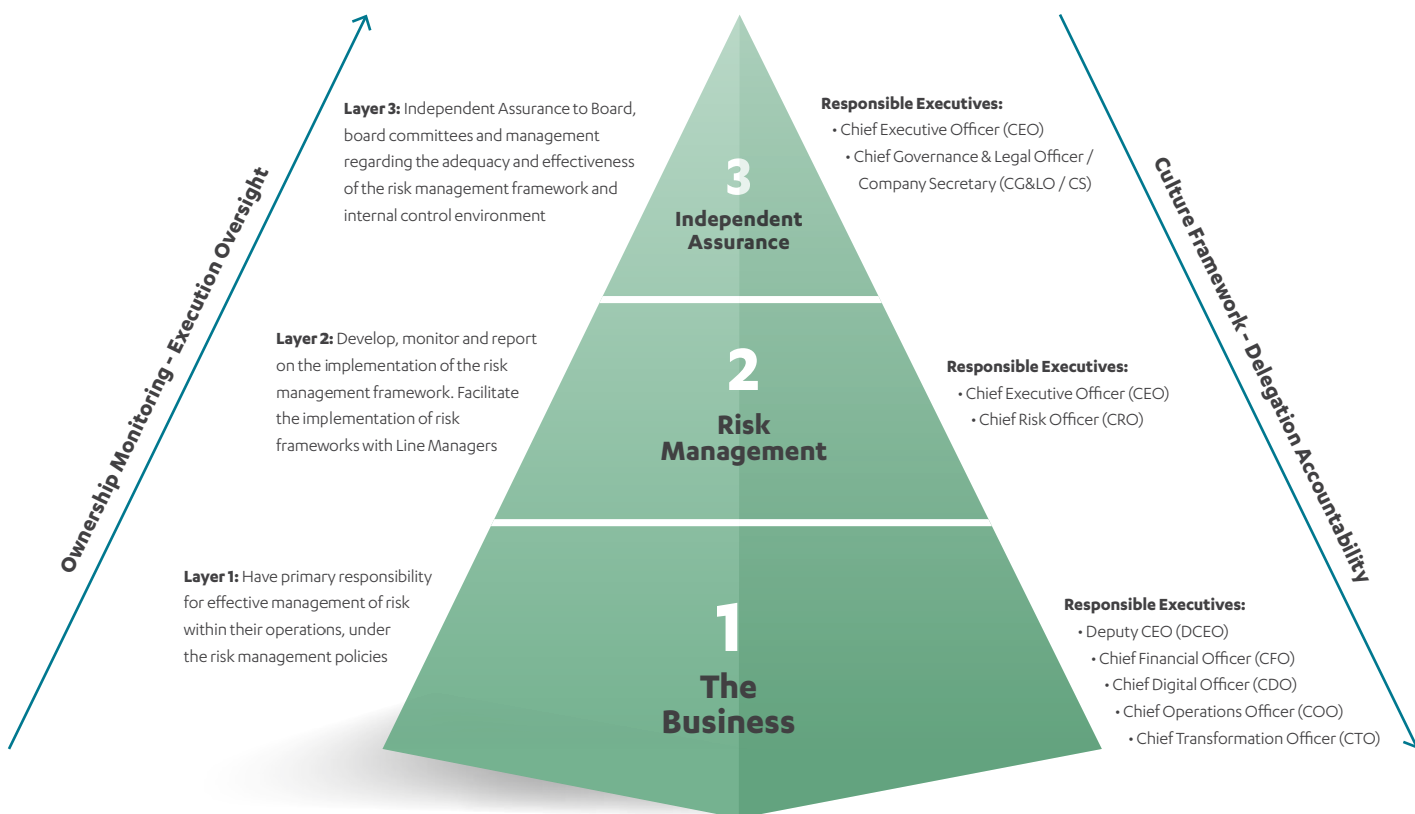 Ownership Monitoring - Execution Oversight
Layer 3: Independent Assurance to Board,
board committees and management
regarding the adequacy and effectiveness
of the risk management framework and
internal control environment
3
Independent
Assurance
Responsible Executives:
• Chief Executive Officer (CEO)
• Chief Governance & Legal Officer /
Company Secretary (CG&LO / CS)
Culture Framework - Delegation Accountability
Layer 2: Develop, monitor and report
on the implementation of the risk
management framework. Facilitate
the implementation of risk
frameworks with Line Managers
2
Risk
Management
Responsible Executives:
• Chief Executive Officer (CEO)
• Chief Risk Officer (CRO)
Layer 1: Have primary responsibility
for effective management of risk
within their operations, under
the risk management policies
1
The
Business
Responsible Executives:
• Deputy CEO (DCEO)
• Chief Financial Officer (CFO)
• Chief Digital Officer (CDO)
• Chief Operations Officer (COO)
• Chief Transformation Officer (CTO)